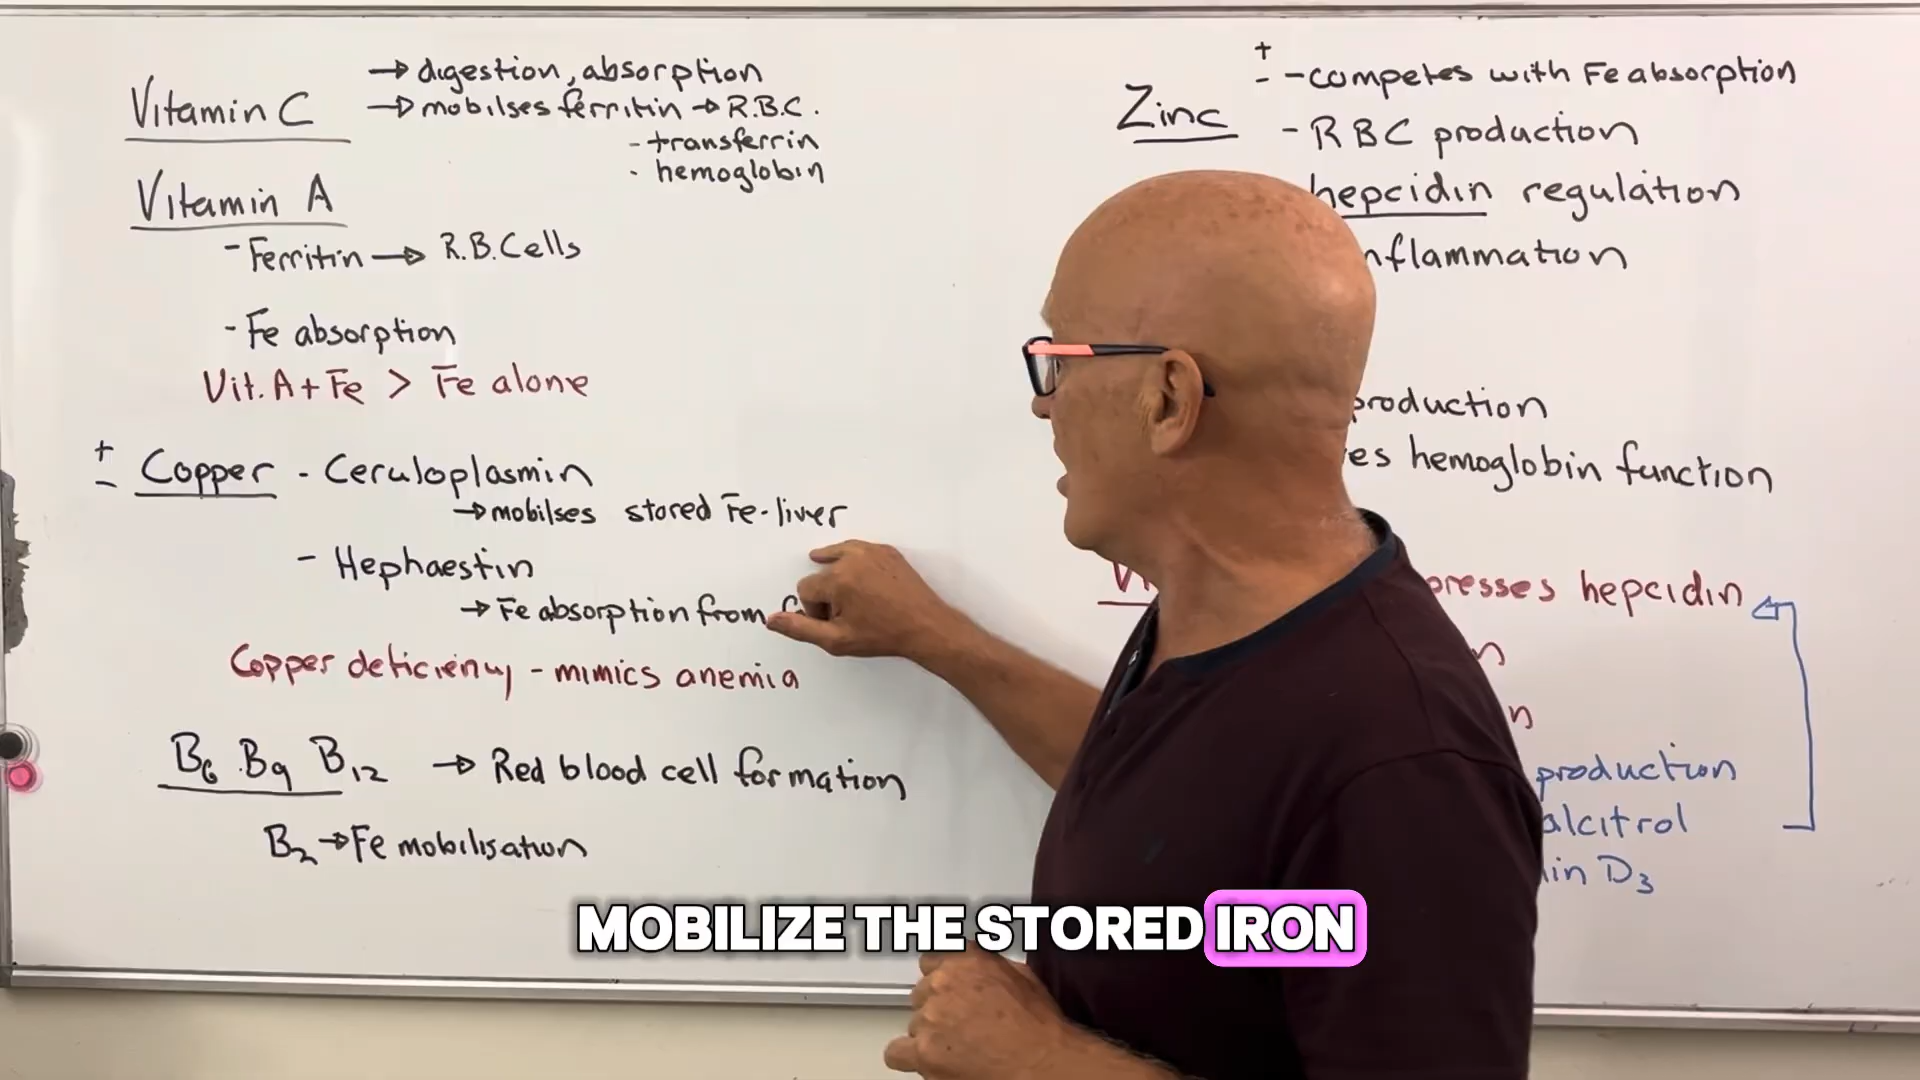 Vitamin C
→ digestion, absorption
→ mobilses ferritin → R.B.C.
- transferrin
- hemoglobin
Vitamin A
- Ferritin → R.B.Cells
- Fe absorption
Vit. A + Fe > Fe alone
+
- Copper - Ceruloplasmin
→ mobilses stored Fe-liver
- Hephaestin
→ Fe absorption from
Copper deficiency - mimics anemia
B6 B9 B12 → Red blood cell formation
B2 → Fe mobilisation
+
- - competes with Fe absorption
Zinc
- RBC production
hepcidin regulation
nflammation
production
es hemoglobin function
presses hepcidin
n
n
production
alcitrol
in D3
MOBILIZE THE STORED IRON